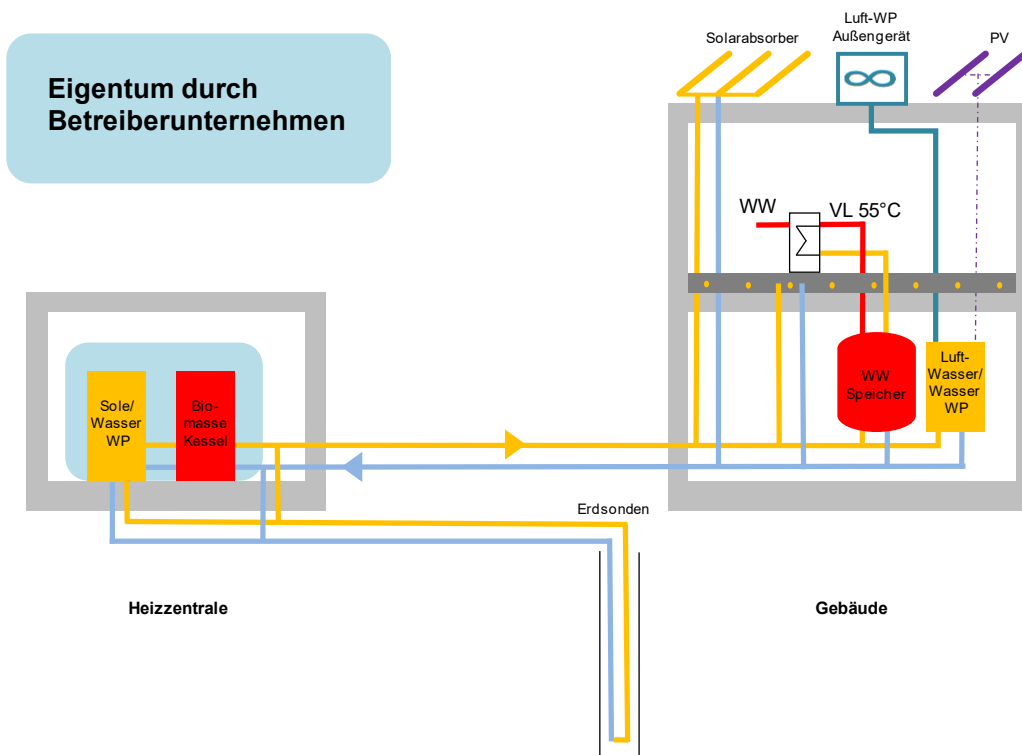 Eigentum durch
Betreiberunternehmen
Solarabsorber
Luft-WP
Außengerät
PV
WW
VL 55°C
Sole/
Wasser
WP
Bio-
masse
Kessel
WW
Speicher
Luft-
Wasser/
Wasser
WP
Erdsonden
Heizzentrale
Gebäude